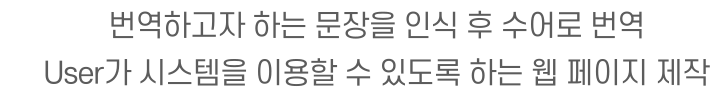 번역하고자 하는 문장을 인식 후 수어로 번역
User가 시스템을 이용할 수 있도록 하는 웹 페이지 제작